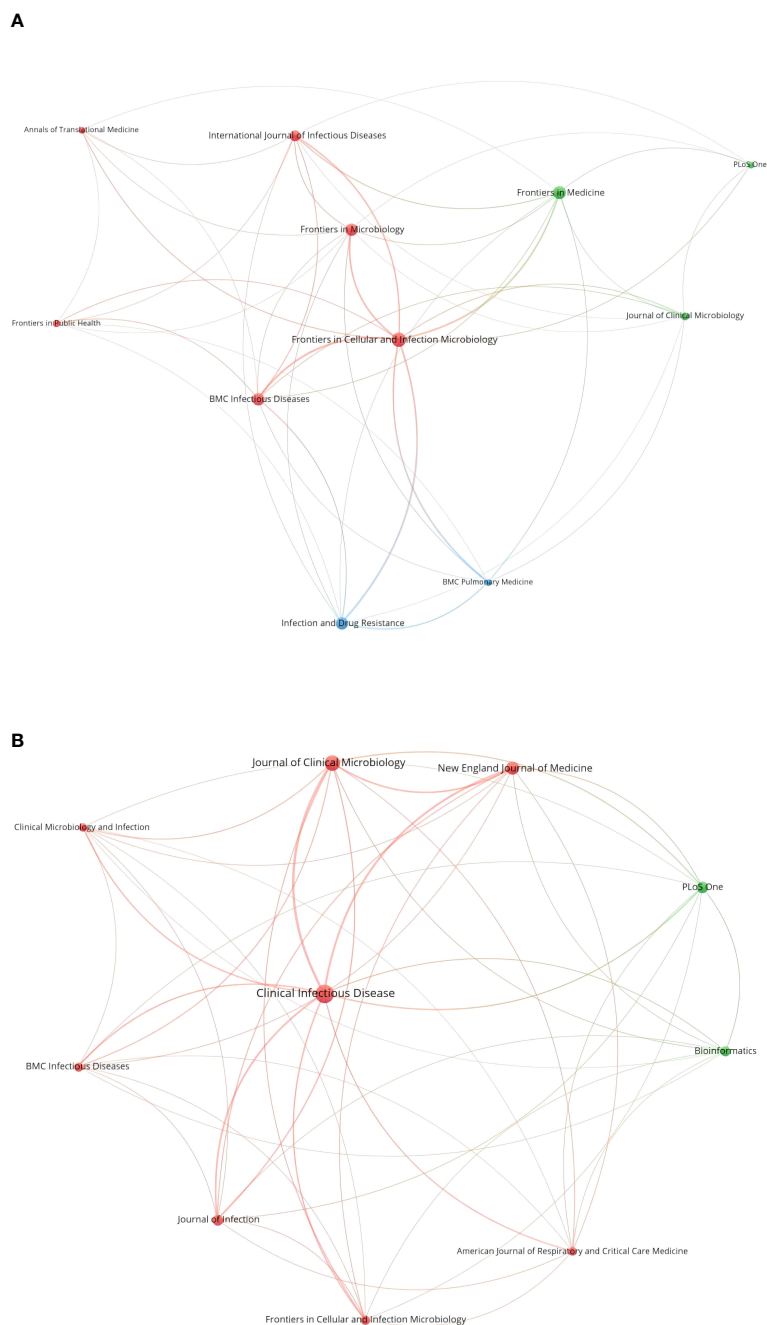 A
Annals of Translational Medicine
International Journal of Infectious Diseases
PLoS One
Frontiers in Medicine
Frontiers in Microbiology
Journal of Clinical Microbiology
Frontiers in Public Health
Frontiers in Cellular and Infection Microbiology
BMC Infectious Diseases
BMC Pulmonary Medicine
Infection and Drug Resistance
B
Journal of Clinical Microbiology
New England Journal of Medicine
Clinical Microbiology and Infection
PLoS One
Clinical Infectious Disease
Bioinformatics
BMC Infectious Diseases
Journal of Infection
American Journal of Respiratory and Critical Care Medicine
Frontiers in Cellular and Infection Microbiology